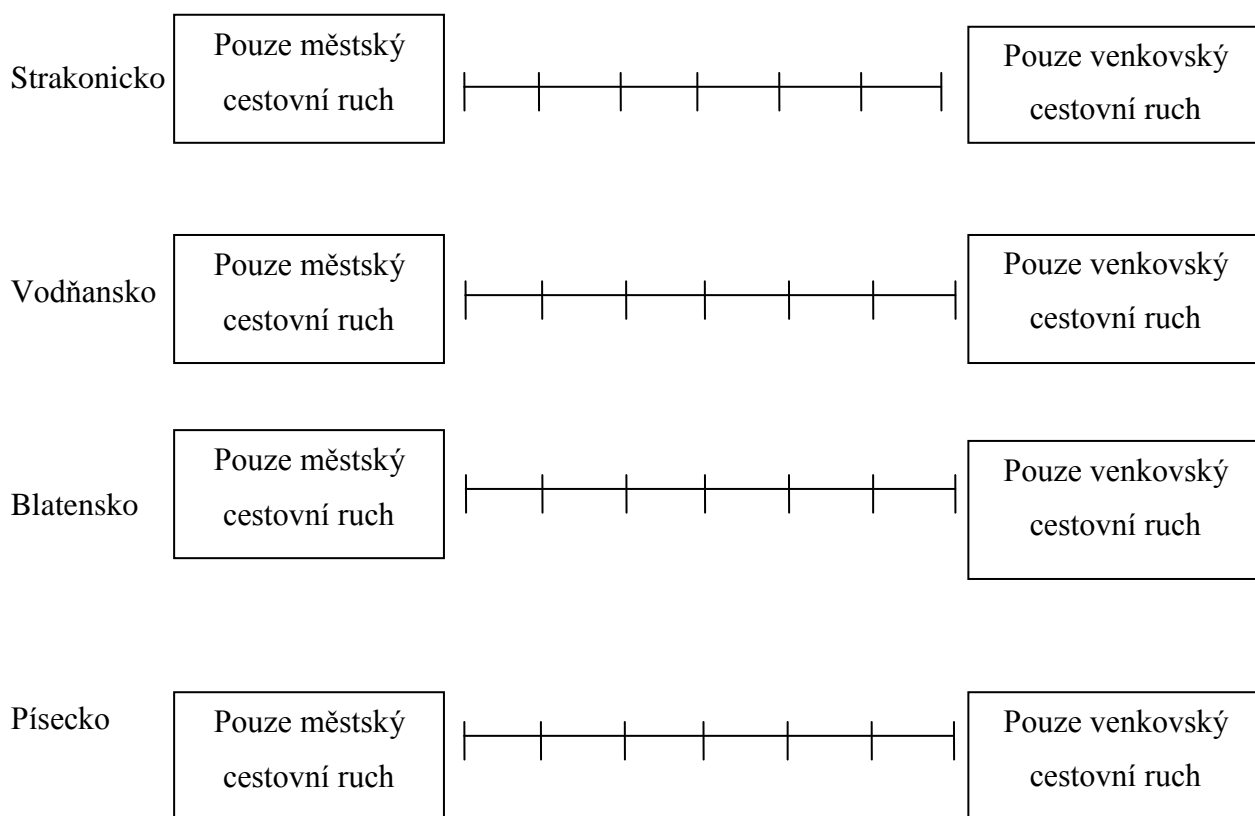 Strakonicko
Pouze městský
cestovní ruch
Pouze venkovský
cestovní ruch
Vodňansko
Pouze městský
cestovní ruch
Pouze venkovský
cestovní ruch
Blatensko
Pouze městský
cestovní ruch
Pouze venkovský
cestovní ruch
Písecko
Pouze městský
cestovní ruch
Pouze venkovský
cestovní ruch